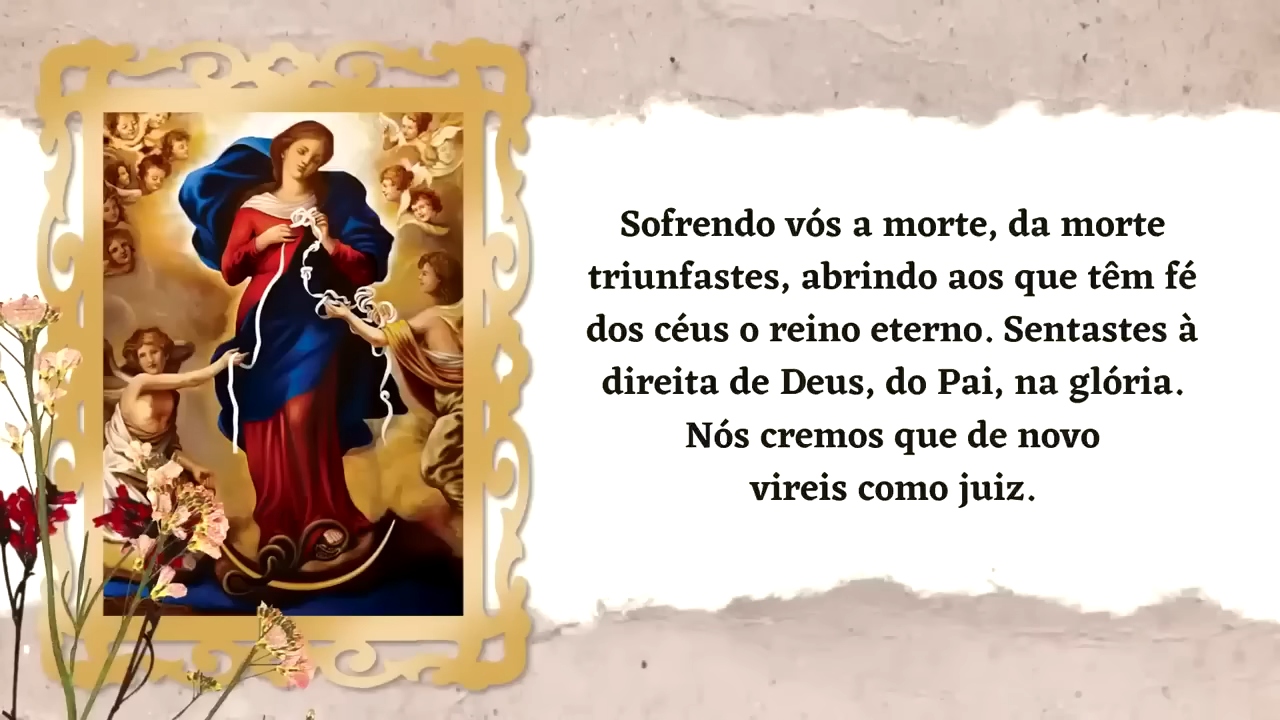 Sofrendo vós a morte, da morte
triunfastes, abrindo aos que têm fé
dos céus o reino eterno. Sentastes à
direita de Deus, do Pai, na glória.
Nós cremos que de novo
vireis como juiz.